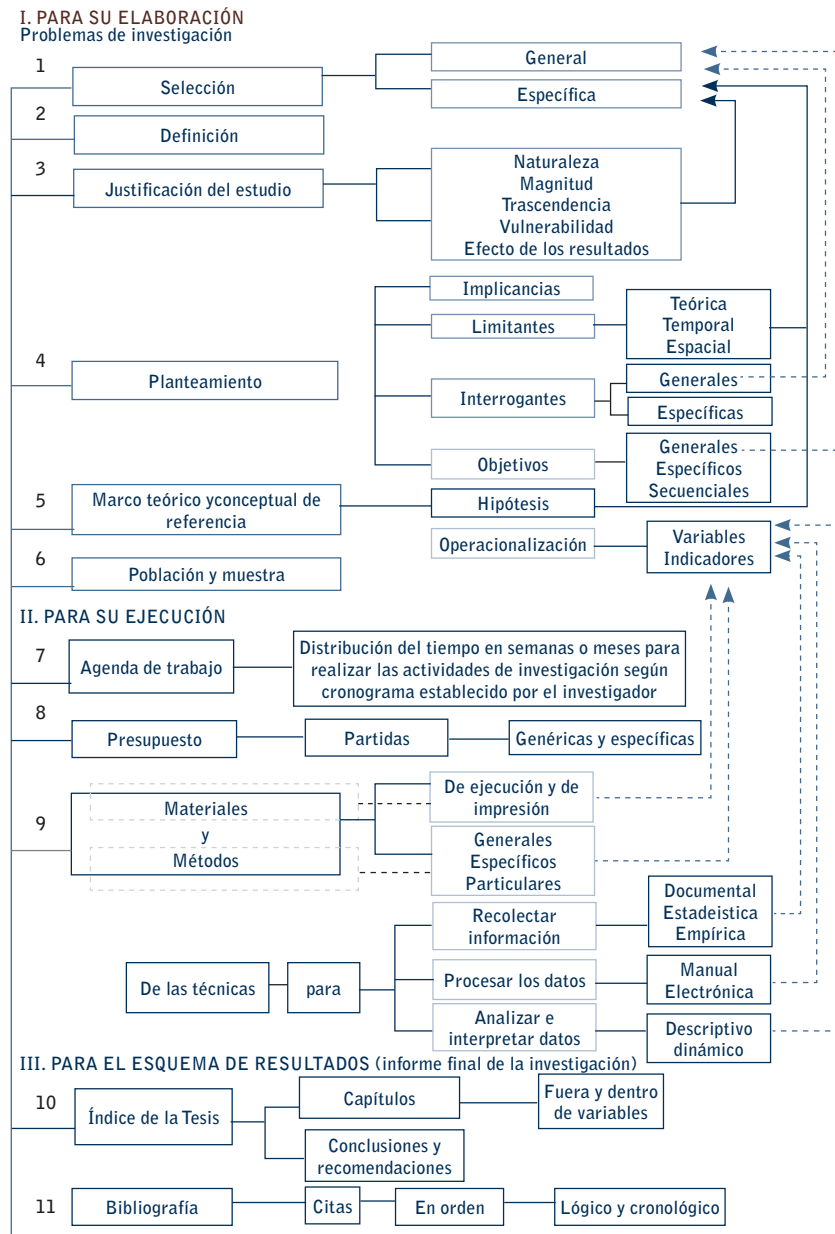 I. PARA SU ELABORACIÓN
Problemas de investigación
1
Selección
General
Específica
2
Definición
3
Justificación del estudio
Naturaleza
Magnitud
Trascendencia
Vulnerabilidad
Efecto de los resultados
4
Planteamiento
Implicancias
Limitantes
Teórica
Temporal
Espacial
Interrogantes
Generales
Específicas
Objetivos
Generales
Específicos
Secuenciales
5
Marco teórico yconceptual de
referencia
Hipótesis
Operacionalización
Variables
Indicadores
6
Población y muestra
II. PARA SU EJECUCIÓN
7
Agenda de trabajo
Distribución del tiempo en semanas o meses para
realizar las actividades de investigación según
cronograma establecido por el investigador
8
Presupuesto
Partidas
Genéricas y específicas
9
Materiales
y
Métodos
De ejecución y de
impresión
Generales
Específicos
Particulares
De las técnicas
para
Recolectar
información
Documental
Estadeistica
Empírica
Procesar los datos
Manual
Electrónica
Analizar e
interpretar datos
Descriptivo
dinámico
III. PARA EL ESQUEMA DE RESULTADOS (informe final de la investigación)
10
Índice de la Tesis
Capítulos
Fuera y dentro
de variables
Conclusiones y
recomendaciones
11
Bibliografía
Citas
En orden
Lógico y cronológico